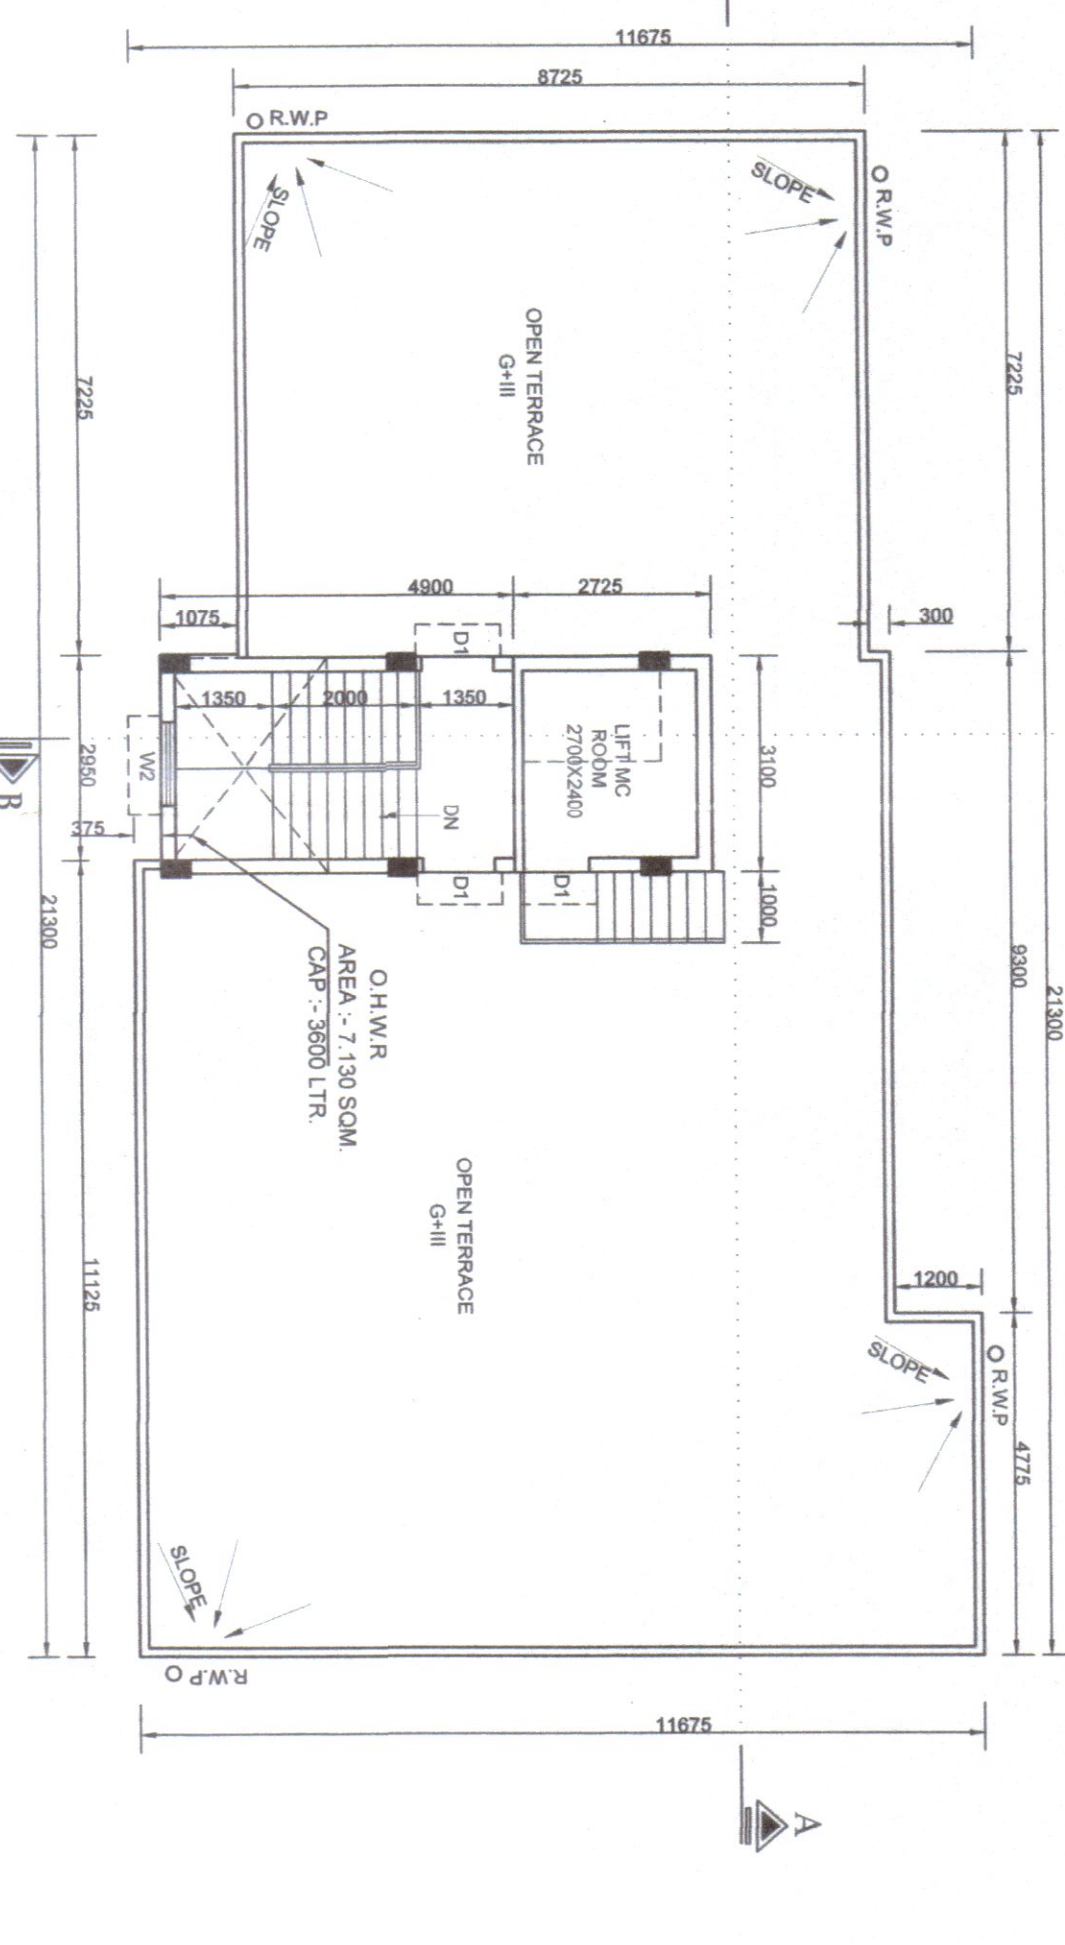 11675
8725
R.W.P
SLOPE
SLOPE
R.W.P
7225
7225
OPEN TERRACE
G+III
4900
2725
1075
300
D1
1350
2000
1350
LIFT MC
ROOM
2700X2400
3100
W2
2950
DN
375
B
D1
D1
1000
21300
O.H.W.R
AREA :- 7.130 SQM.
CAP :- 3600 LTR.
9300
21300
OPEN TERRACE
G+III
11125
1200
SLOPE
R.W.P
4775
SLOPE
R.W.P
11675
A